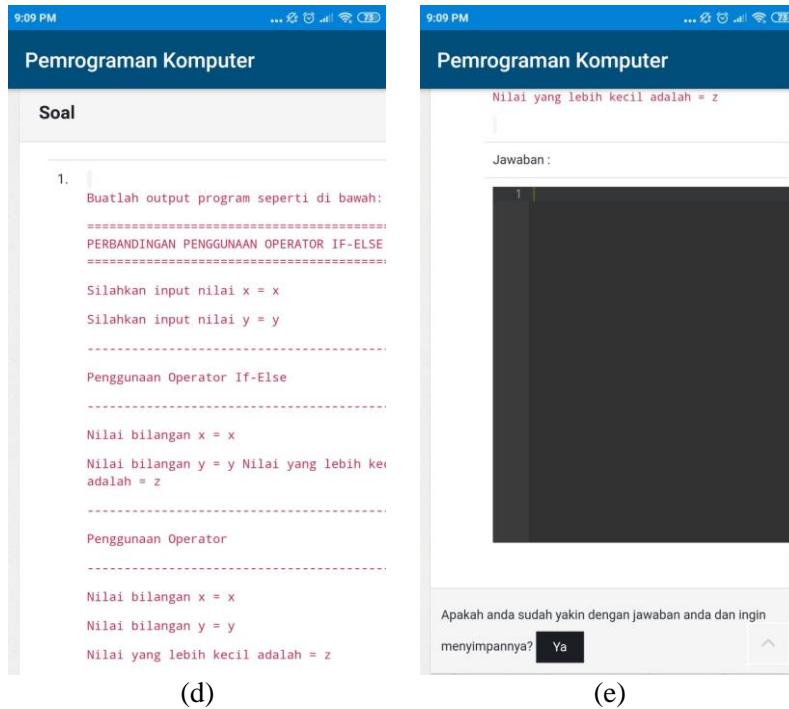 9:09 PM
... 73
Pemrograman Komputer
Soal
1.
Buatlah output program seperti di bawah:
=========================================
PERBANDINGAN PENGGUNAAN OPERATOR IF-ELSE
=========================================
Silahkan input nilai x = x
Silahkan input nilai y = y
-----------------------------------------
Penggunaan Operator If-Else
-----------------------------------------
Nilai bilangan x = x
Nilai bilangan y = y Nilai yang lebih kec
adalah = z
-----------------------------------------
Penggunaan Operator
-----------------------------------------
Nilai bilangan x = x
Nilai bilangan y = y
Nilai yang lebih kecil adalah = z
(d)
9:09 PM
... 73
Pemrograman Komputer
Nilai yang lebih kecil adalah = z
Jawaban :
1
Apakah anda sudah yakin dengan jawaban anda dan ingin
menyimpannya? Ya
(e)